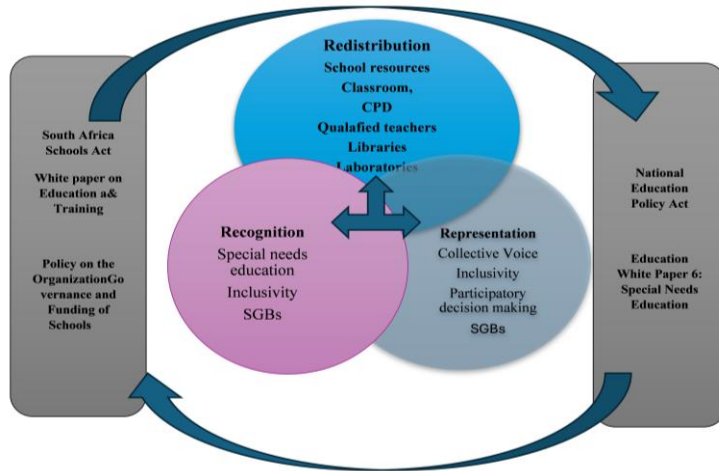 South Africa
Schools Act
White paper on
Education a&
Training
Policy on the
OrganizationGo
vernance and
Funding of
Schools
Redistribution
School resources
Classroom,
CPD
Qualafied teachers
Libraries
Laboratories
Recognition
Special needs
education
Inclusivity
SGBs
Representation
Collective Voice
Inclusivity
Participatory
decision making
SGBs
National
Education
Policy Act
Education
White Paper 6:
Special Needs
Education